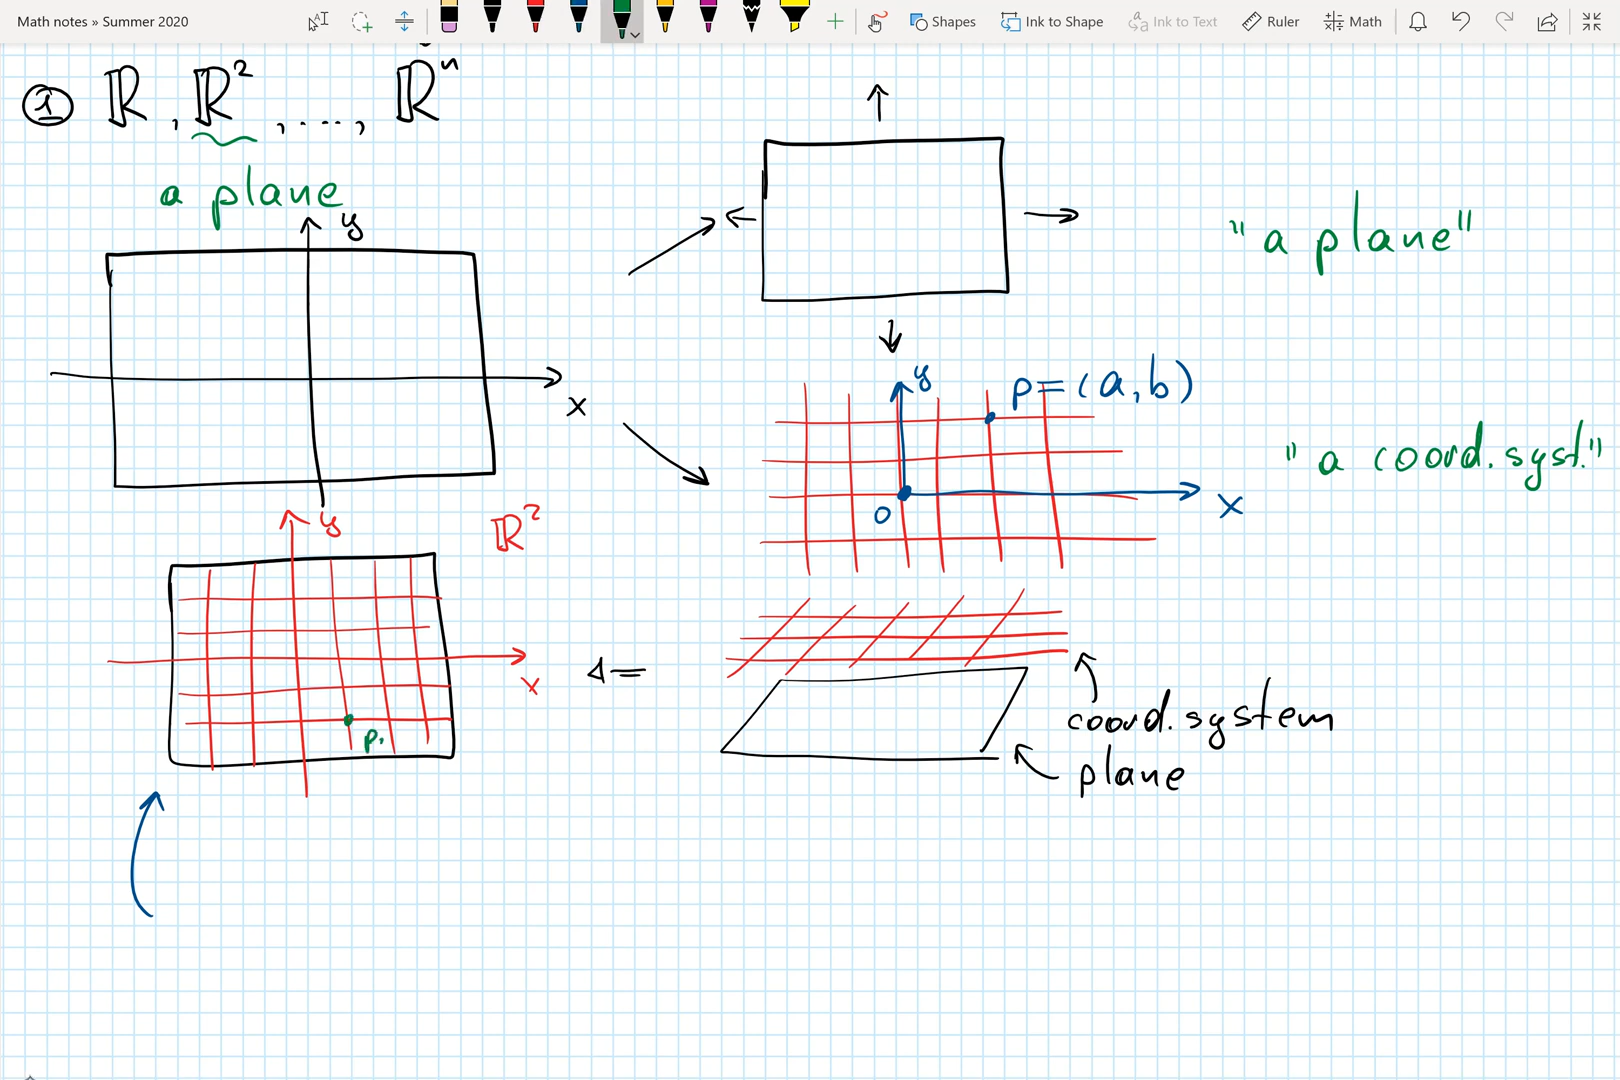 Math notes » Summer 2020
Shapes
Ink to Shape
Ink to Text
Ruler
Math
① ℝ, ℝ², ...., ℝⁿ
a plane
y
x
"a plane"
y
p=(a,b)
0
x
"a coord.syst."
y
ℝ²
x
p,
coord.system
plane